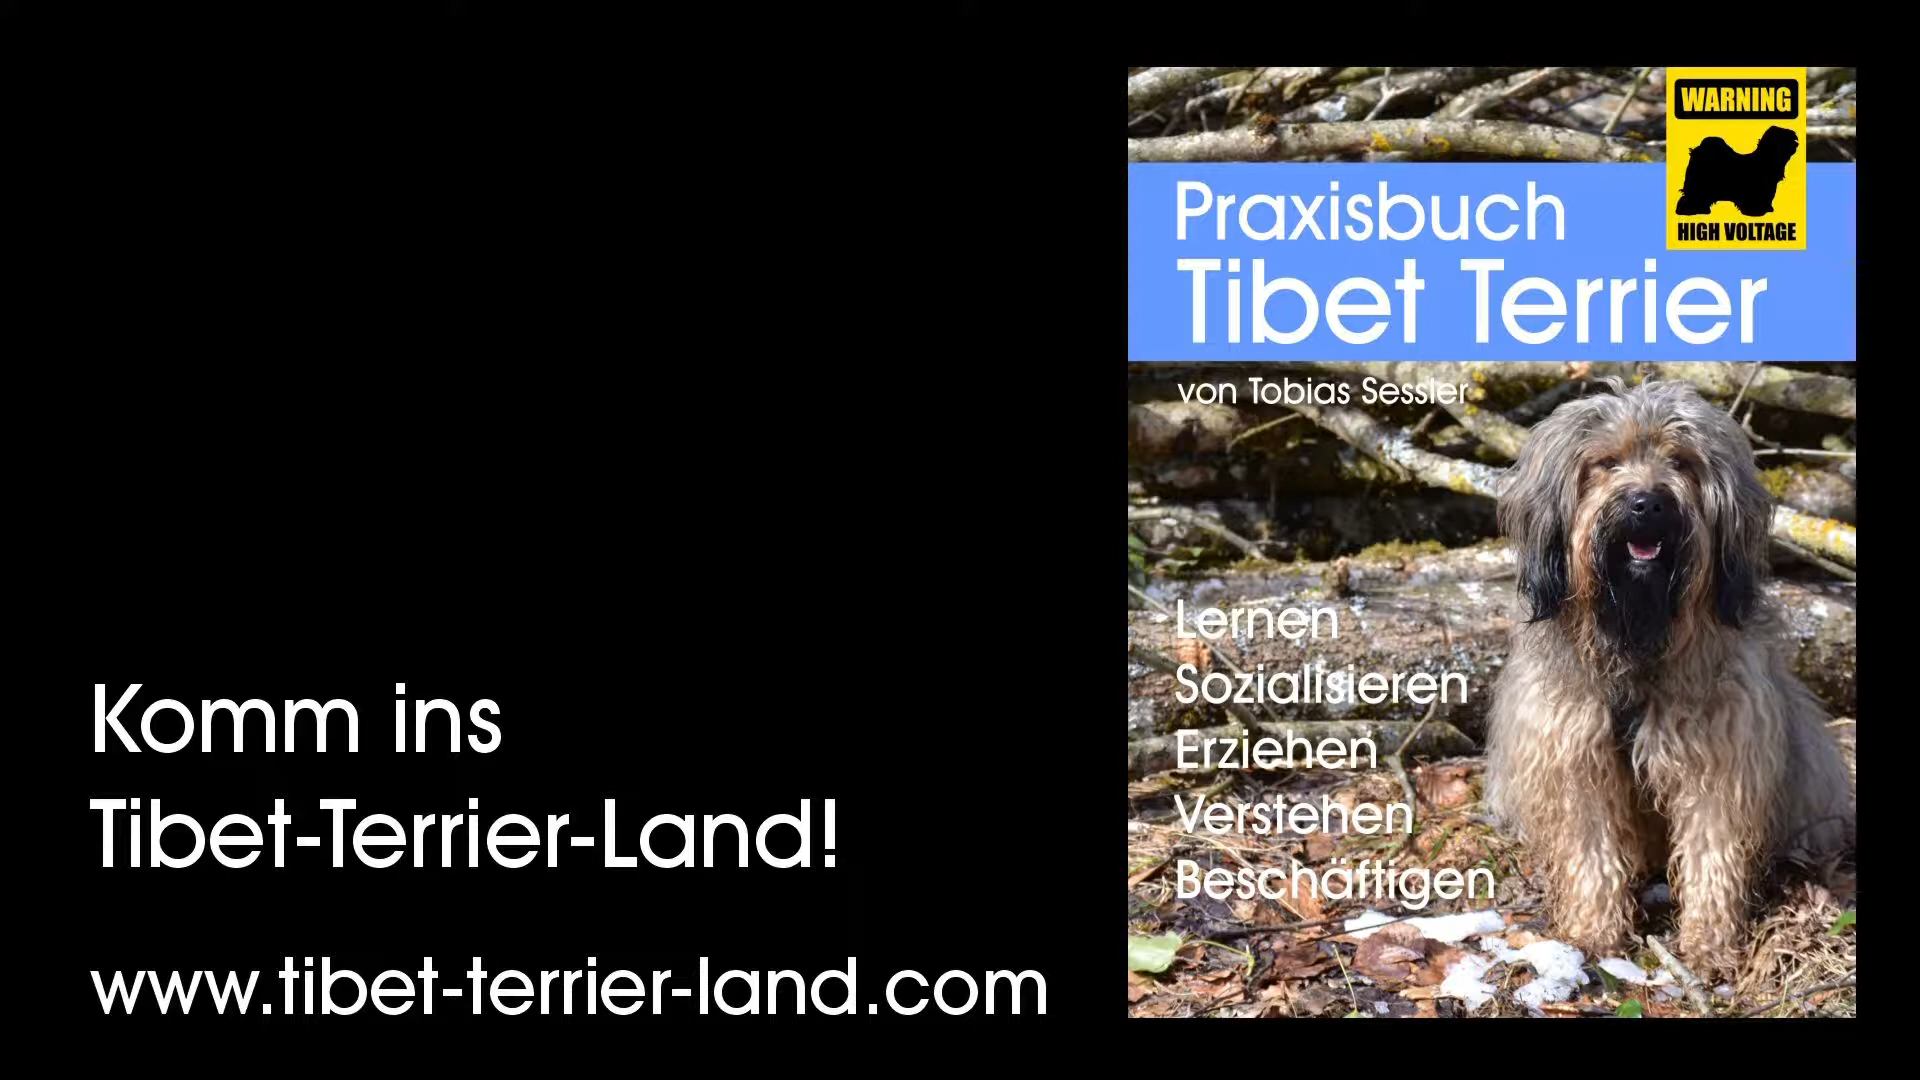 Komm ins
Tibet-Terrier-Land!
www.tibet-terrier-land.com
WARNING
HIGH VOLTAGE
Praxisbuch
Tibet Terrier
von Tobias Sessler
Lernen
Sozialisieren
Erziehen
Verstehen
Beschäftigen